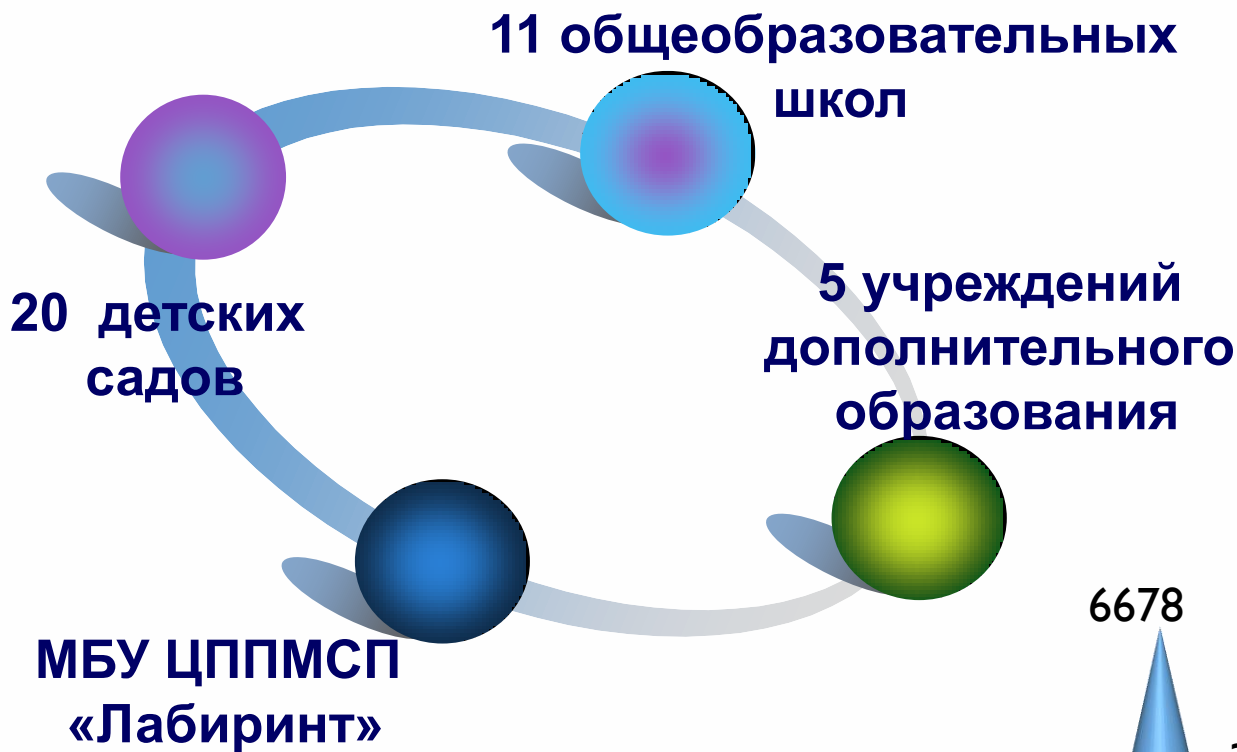 11 общеобразовательных
школ
20 детских
садов
5 учреждений
дополнительного
образования
МБУ ЦППМСП
«Лабиринт»
6678